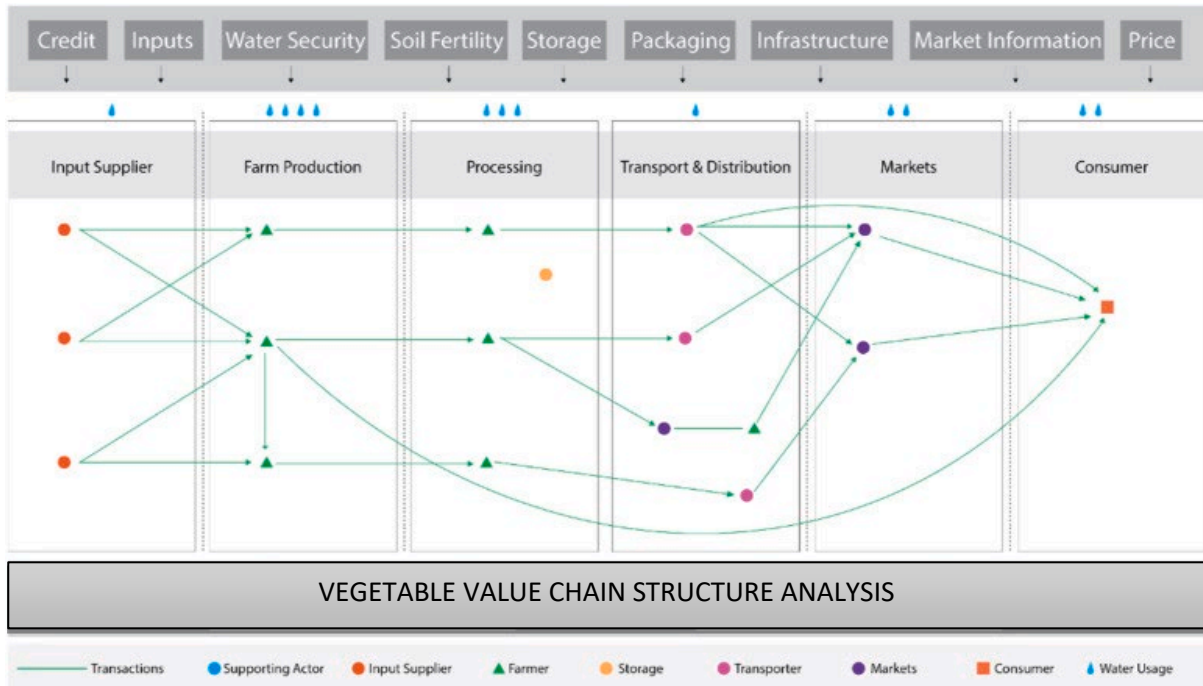 Credit Inputs Water Security Soil Fertility Storage Packaging Infrastructure Market Information Price
Input Supplier Farm Production Processing Transport & Distribution Markets Consumer
VEGETABLE VALUE CHAIN STRUCTURE ANALYSIS
Transactions Supporting Actor Input Supplier Farmer Storage Transporter Markets Consumer Water Usage